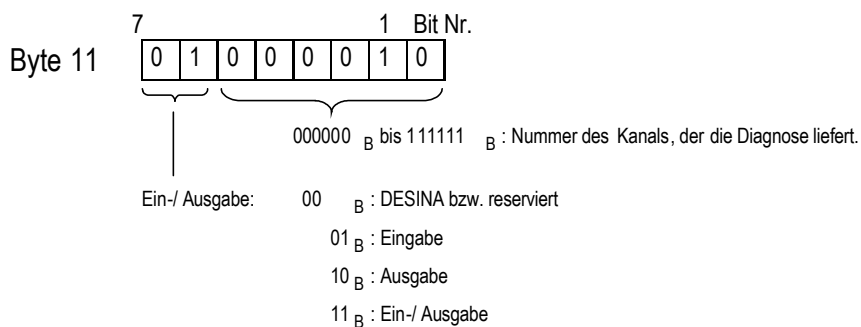 7 1 Bit Nr.
Byte 11 0 1 0 0 0 0 1 0
000000 B bis 111111 B : Nummer des Kanals, der die Diagnose liefert.
Ein-/ Ausgabe: 00 B : DESINA bzw. reserviert
01 B : Eingabe
10 B : Ausgabe
11 B : Ein-/ Ausgabe